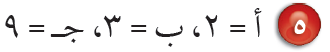 ٥ أ = ٢، ب = ٣، جـ = ٩